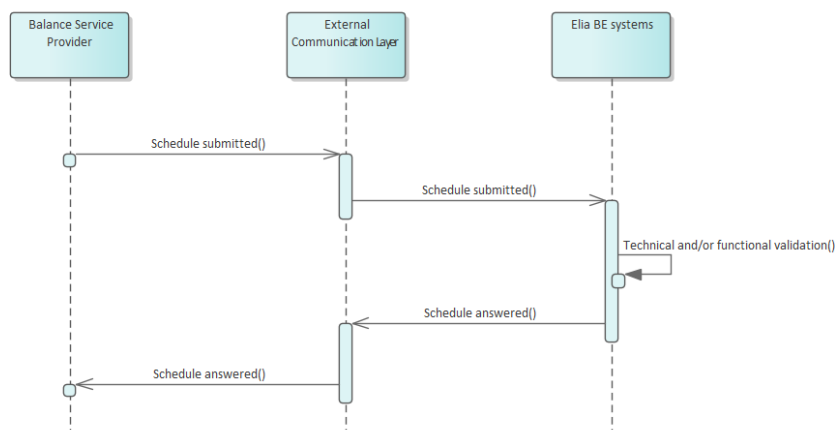 Balance Service
Provider
External
Communication Layer
Elia BE systems
Schedule submitted()
Schedule submitted()
Technical and/or functional validation()
Schedule answered()
Schedule answered()